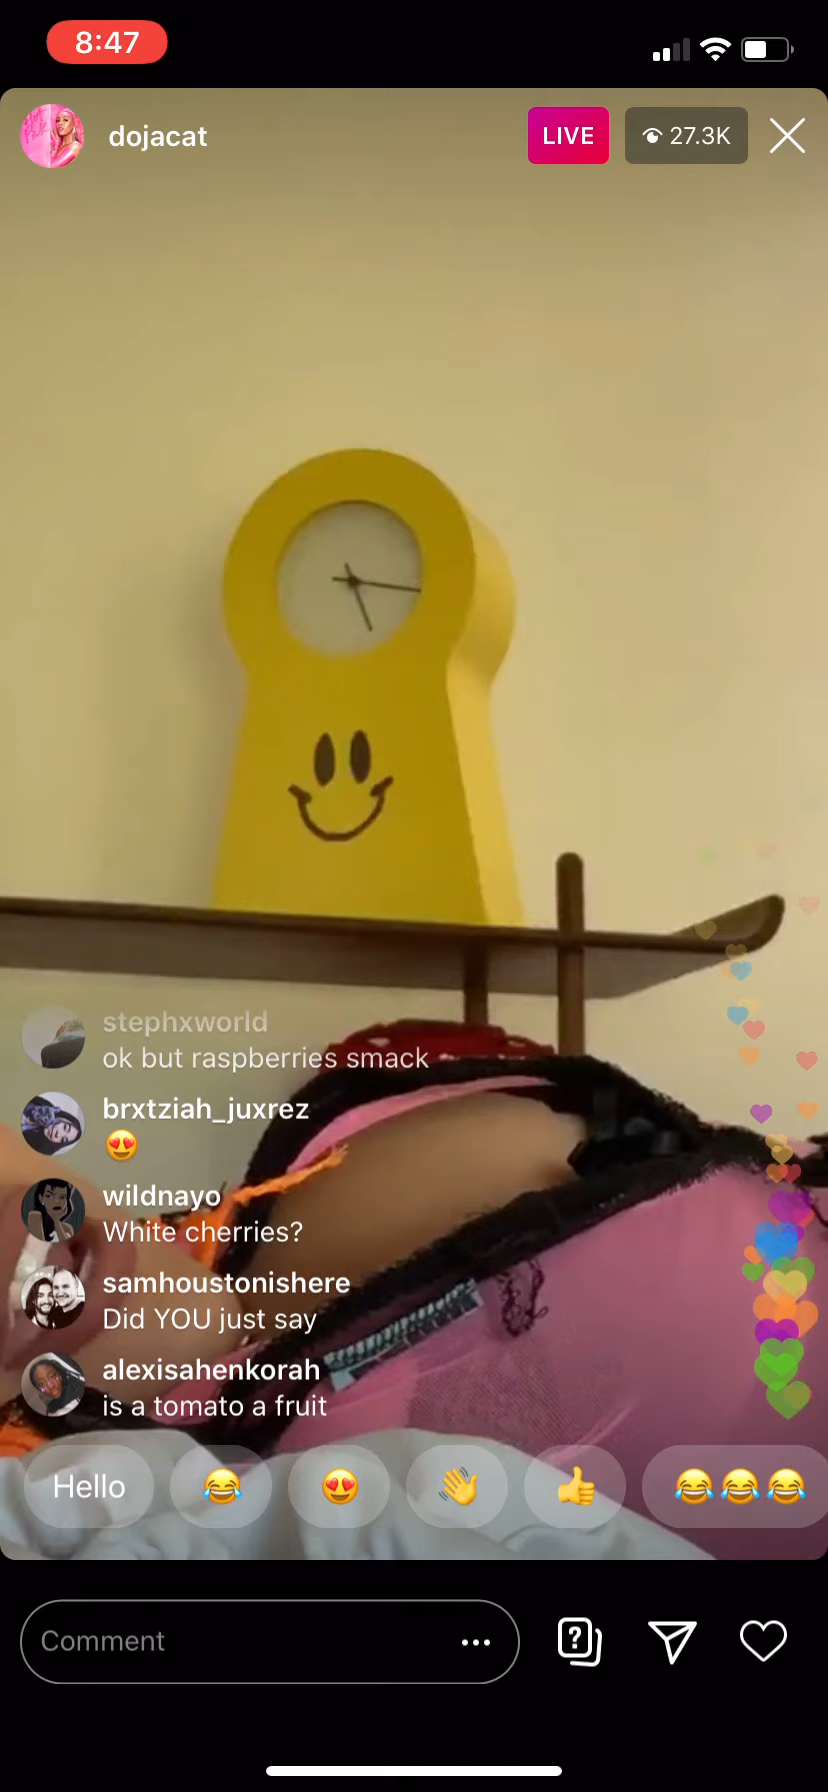 8:47
dojacat
LIVE
27.3K
stephxworld
ok but raspberries smack
brxtziah_juxrez
😍
wildnayo
White cherries?
samhoustonishere
Did YOU just say
alexisahenkorah
is a tomato a fruit
Hello 😂 😍 👋 👍 😂😂😂
Comment